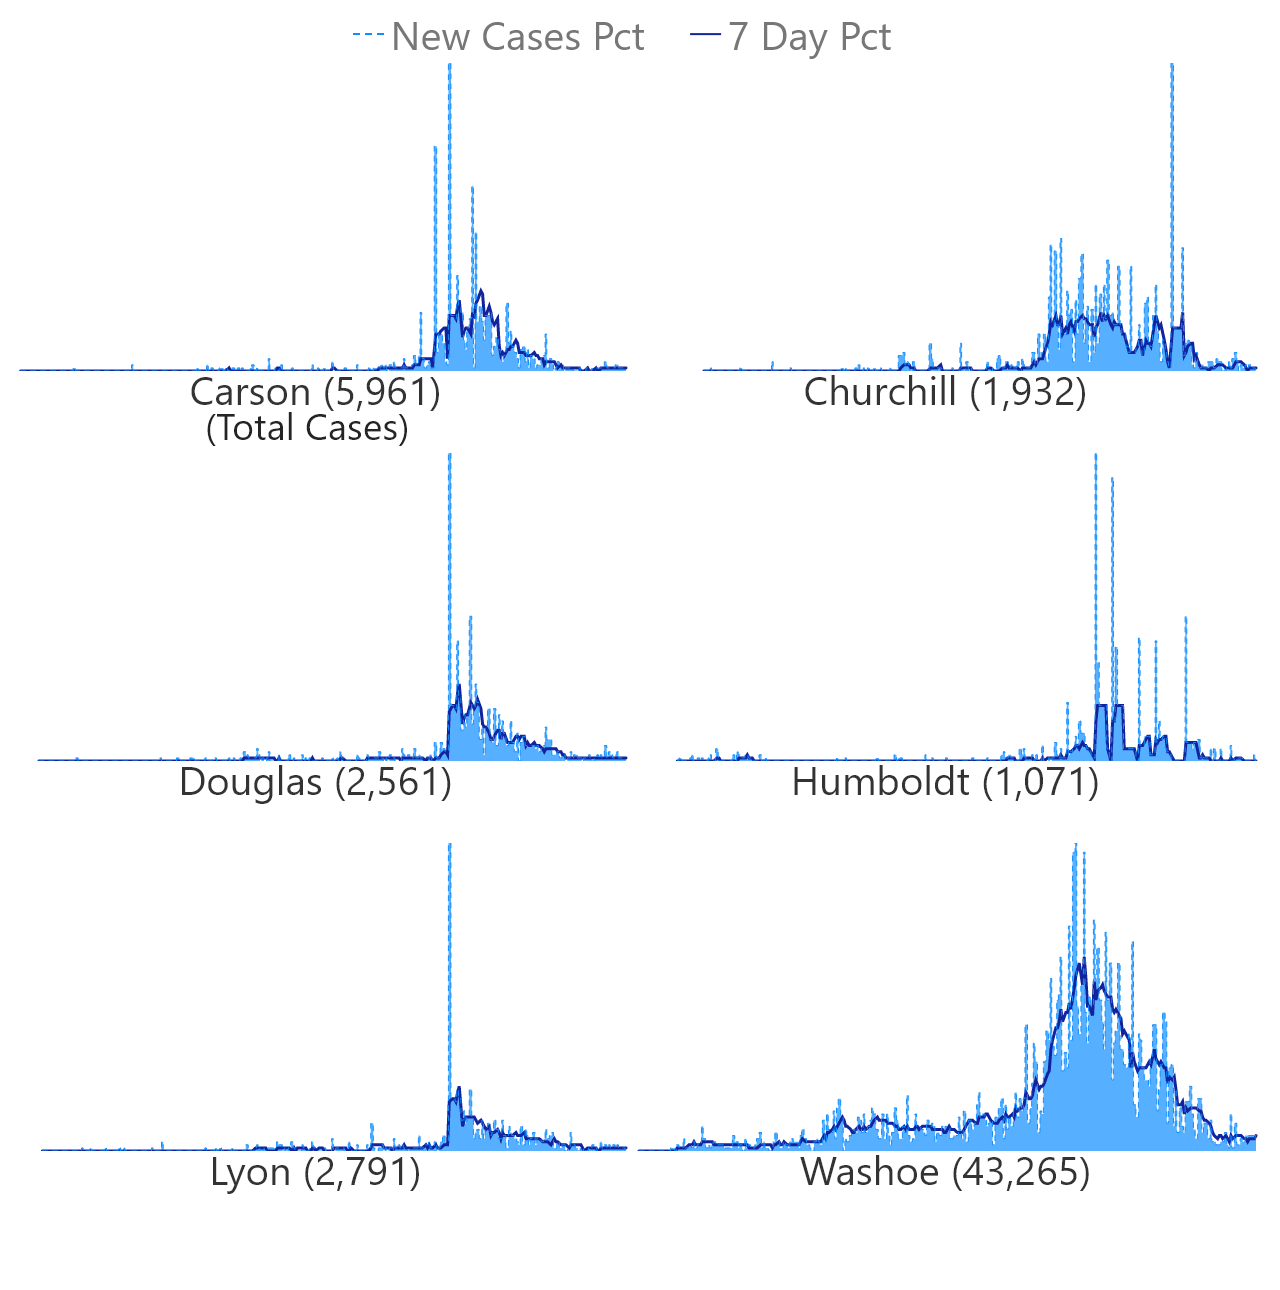 New Cases Pct 7 Day Pct
Carson (5,961) Churchill (1,932)
(Total Cases)
Douglas (2,561) Humboldt (1,071)
Lyon (2,791) Washoe (43,265)